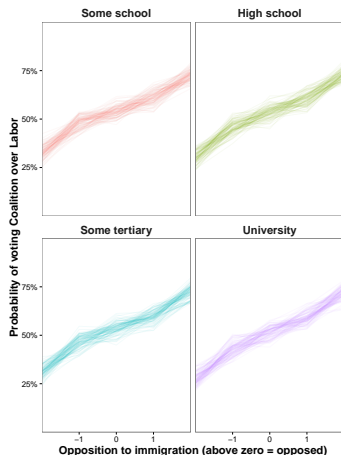 Some school
High school
75%
50%
25%
Probability of voting Coalition over Labor
Some tertiary
University
75%
50%
25%
−1 0 1 −1 0 1
Opposition to immigration (above zero = opposed)